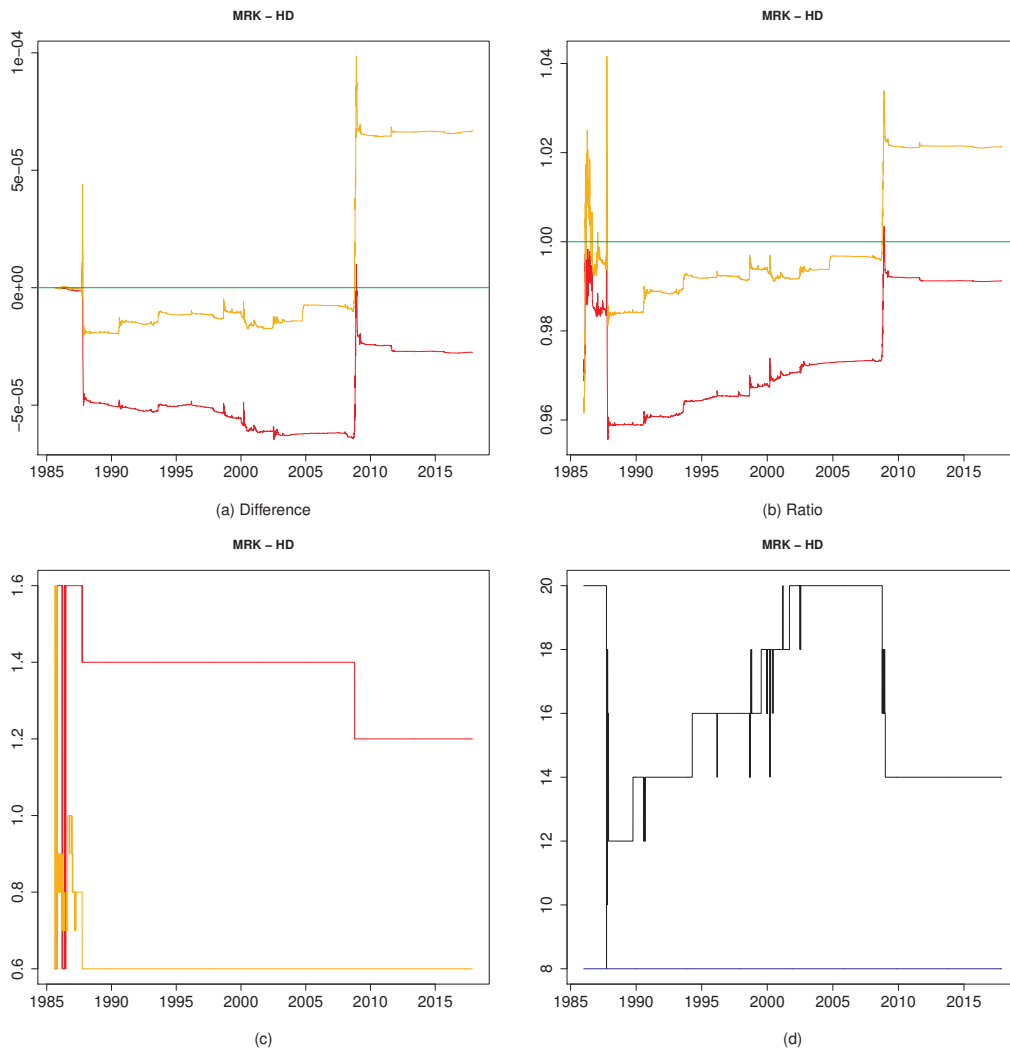 MRK – HD
1e−04
5e−05
0e+00
−5e−05
1985 1990 1995 2000 2005 2010 2015
(a) Difference
MRK – HD
1.04
1.02
1.00
0.98
0.96
1985 1990 1995 2000 2005 2010 2015
(b) Ratio
MRK – HD
1.6
1.4
1.2
1.0
0.8
0.6
1985 1990 1995 2000 2005 2010 2015
(c)
MRK – HD
20
18
16
14
12
10
8
1985 1990 1995 2000 2005 2010 2015
(d)